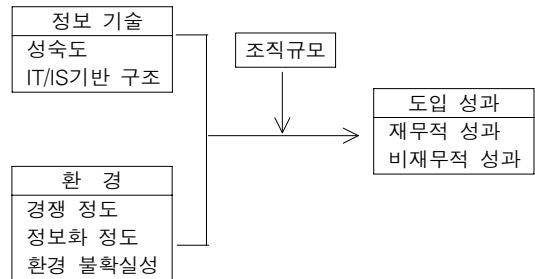 정보 기술
성숙도
IT/IS기반 구조
조직규모
도입 성과
재무적 성과
비재무적 성과
환 경
경쟁 정도
정보화 정도
환경 불확실성